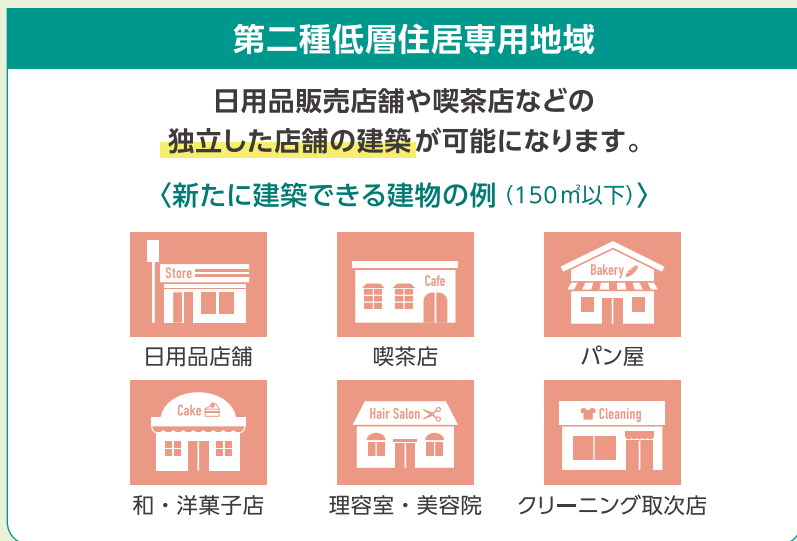 第二種低層住居専用地域
日用品販売店舗や喫茶店などの
独立した店舗の建築が可能になります。
〈新たに建築できる建物の例（150㎡以下）〉
Store
Cafe
Bakery
日用品店舗
喫茶店
パン屋
Cake
Hair Salon
Cleaning
和・洋菓子店
理容室・美容院
クリーニング取次店